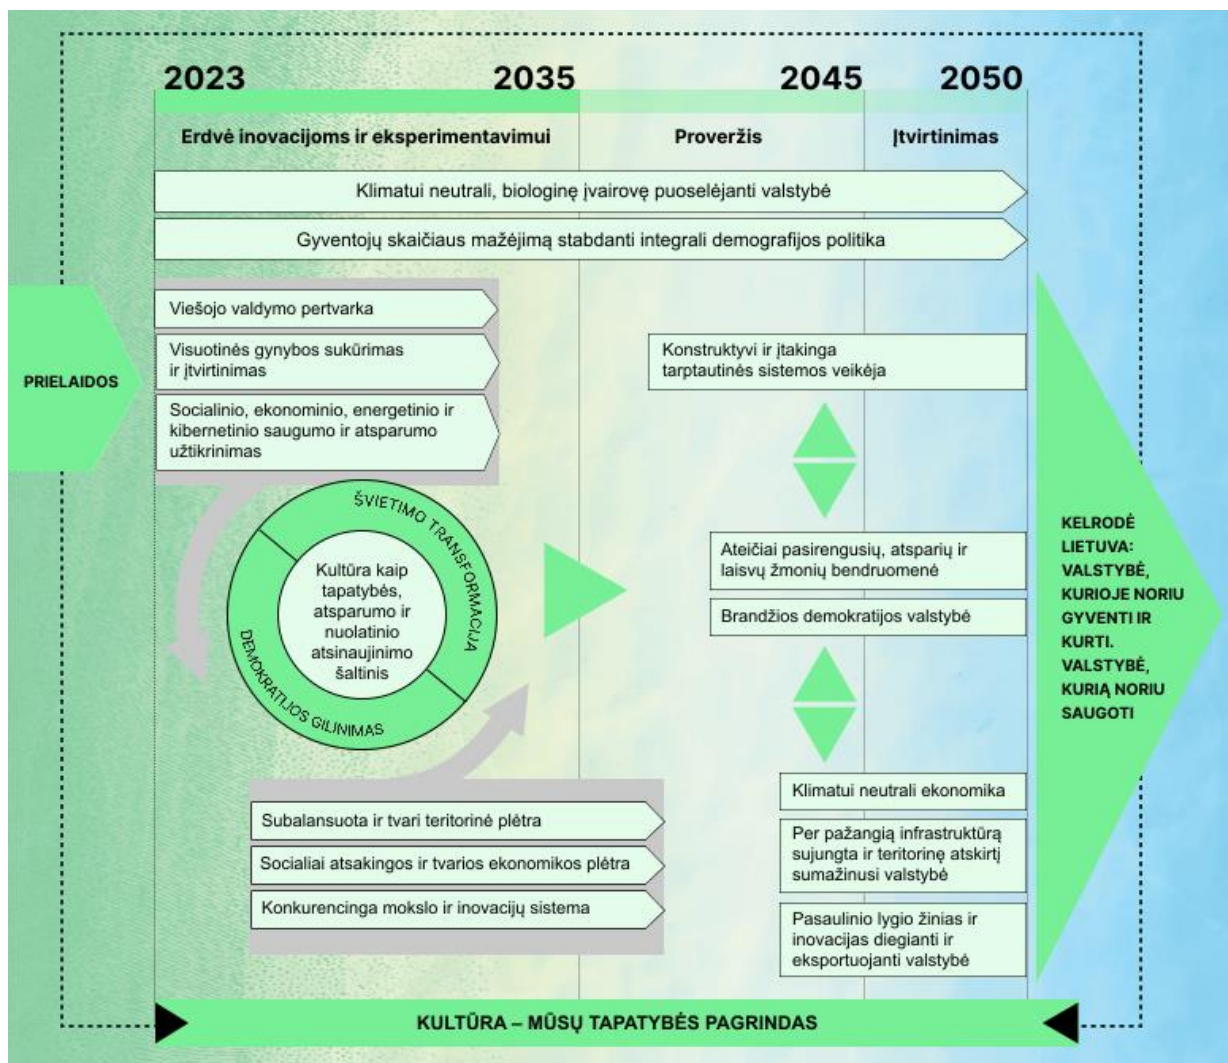 2023
2035
2045
2050
Erdvė inovacijoms ir eksperimentavimui
Proveržis
Įtvirtinimas
Klimatui neutrali, biologinę įvairovę puoselėjanti valstybė
Gyventojų skaičiaus mažėjimą stabdanti integrali demografijos politika
PRIELAIDOS
Viešojo valdymo pertvarka
Visuotinės gynybos sukūrimas
ir įtvirtinimas
Socialinio, ekonominio, energetinio ir
kibernetinio saugumo ir atsparumo
užtikrinimas
ŠVIETIMO TRANSFORMACIJA
Kultūra kaip
tapatybės,
atsparumo ir
nuolatinio
atsinaujinimo
šaltinis
DEMOKRATIJOS GILINIMAS
Subalansuota ir tvari teritorinė plėtra
Socialiai atsakingos ir tvarios ekonomikos plėtra
Konkurencinga mokslo ir inovacijų sistema
Konstruktyvi ir įtakinga
tarptautinės sistemos veikėja
Ateičiai pasirengusių, atsparių ir
laisvų žmonių bendruomenė
Brandžios demokratijos valstybė
Klimatui neutrali ekonomika
Per pažangią infrastruktūrą
sujungta ir teritorinę atskirtį
sumažinusi valstybė
Pasaulinio lygio žinias ir
inovacijas diegianti ir
eksportuojanti valstybė
KELRODĖ
LIETUVA:
VALSTYBĖ,
KURIOJE NORIU
GYVENTI IR
KURTI.
VALSTYBĖ,
KURIĄ NORIU
SAUGOTI
KULTŪRA – MŪSŲ TAPATYBĖS PAGRINDAS